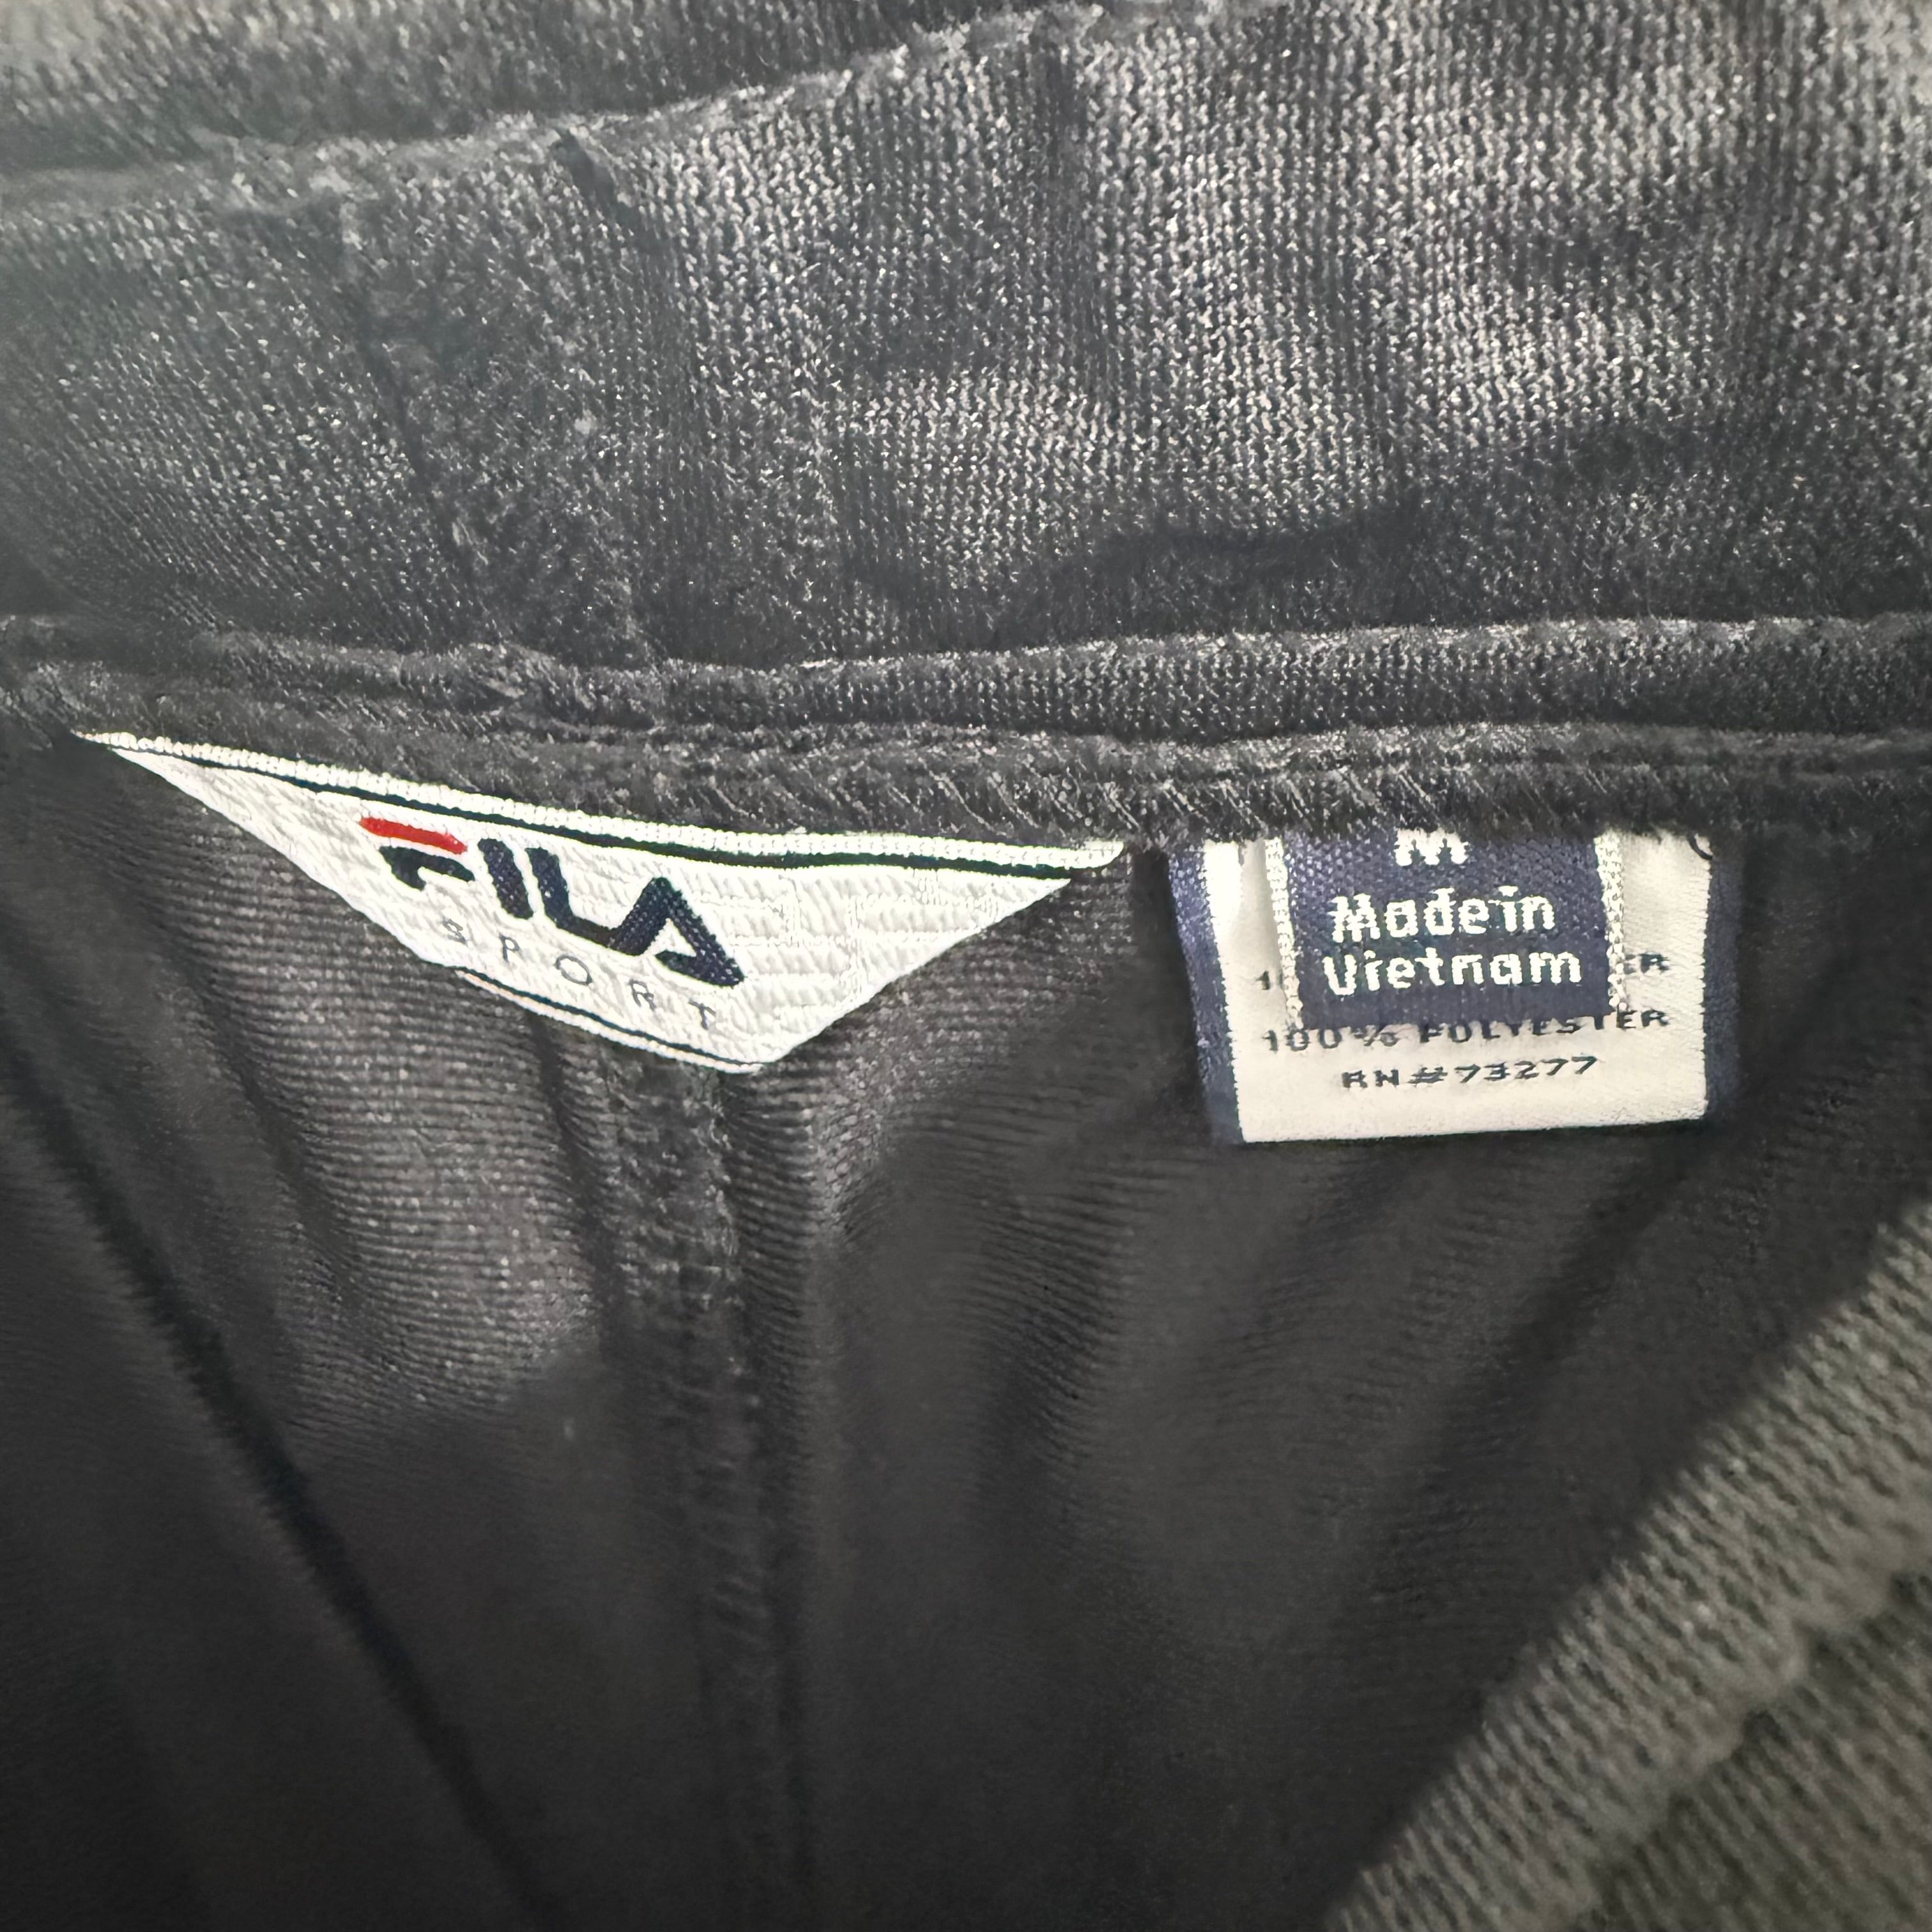 FILA
SPORT
M
Made in
Vietnam
100% POLYESTER
RN#73277